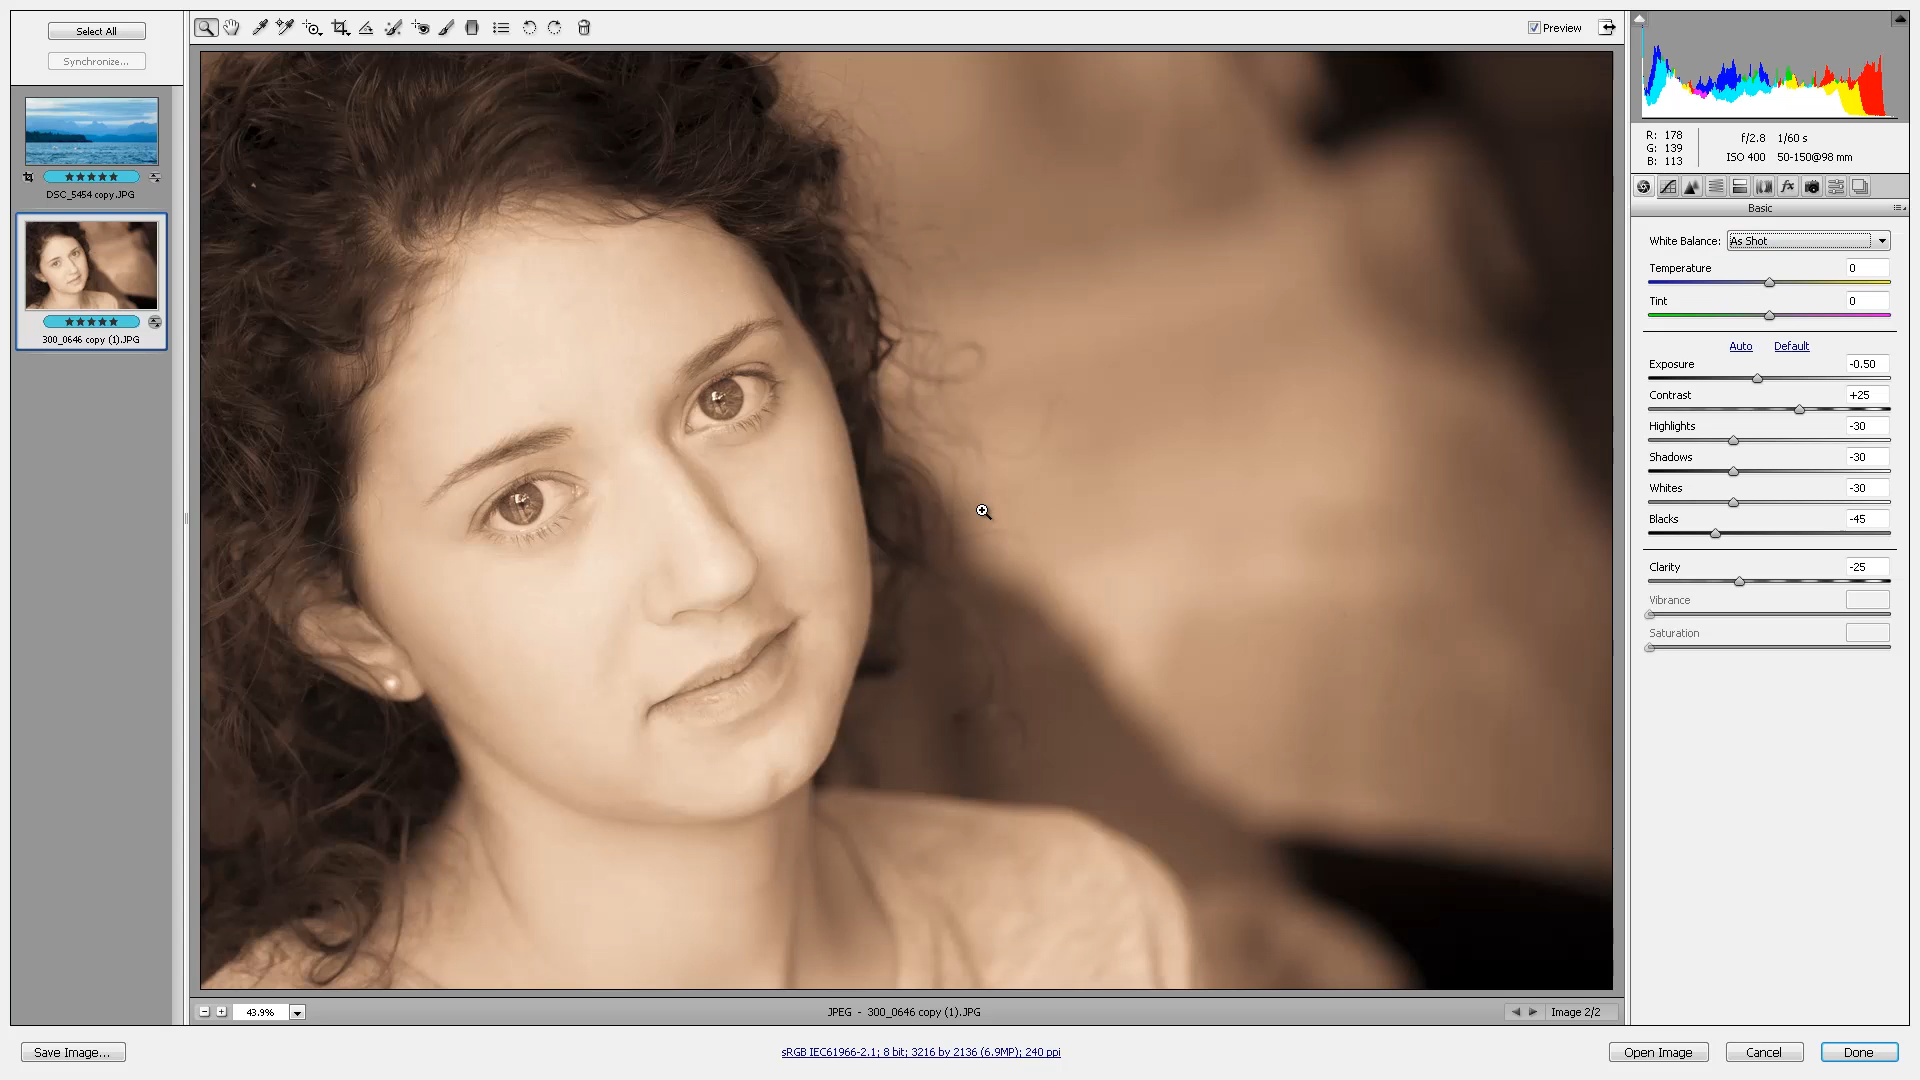 Select All
Synchronize...
DSC_5454 copy.JPG
300_0646 copy (1).JPG
Preview
R: 178
G: 139
B: 113
f/2.8 1/60 s
ISO 400 50-150@98 mm
fx
Basic
White Balance: As Shot
Temperature 0
Tint 0
Auto Default
Exposure -0.50
Contrast +25
Highlights -30
Shadows -30
Whites -30
Blacks -45
Clarity -25
Vibrance
Saturation
43.9%
JPEG - 300_0646 copy (1).JPG
Image 2/2
Save Image...
sRGB IEC61966-2.1; 8 bit; 3216 by 2136 (6.9MP); 240 ppi
Open Image
Cancel
Done